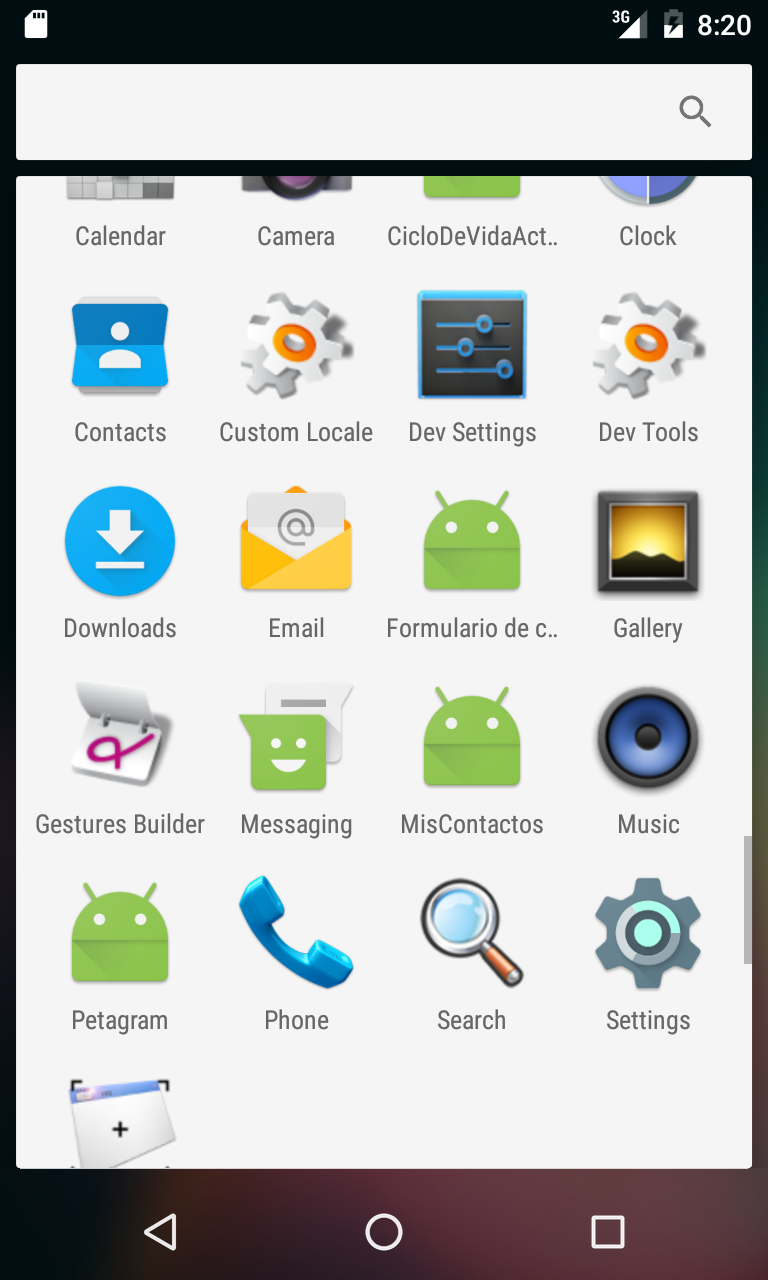 3G 8:20
Calendar Camera CicloDeVidaAct.. Clock
Contacts Custom Locale Dev Settings Dev Tools
Downloads Email Formulario de c.. Gallery
Gestures Builder Messaging MisContactos Music
Petagram Phone Search Settings